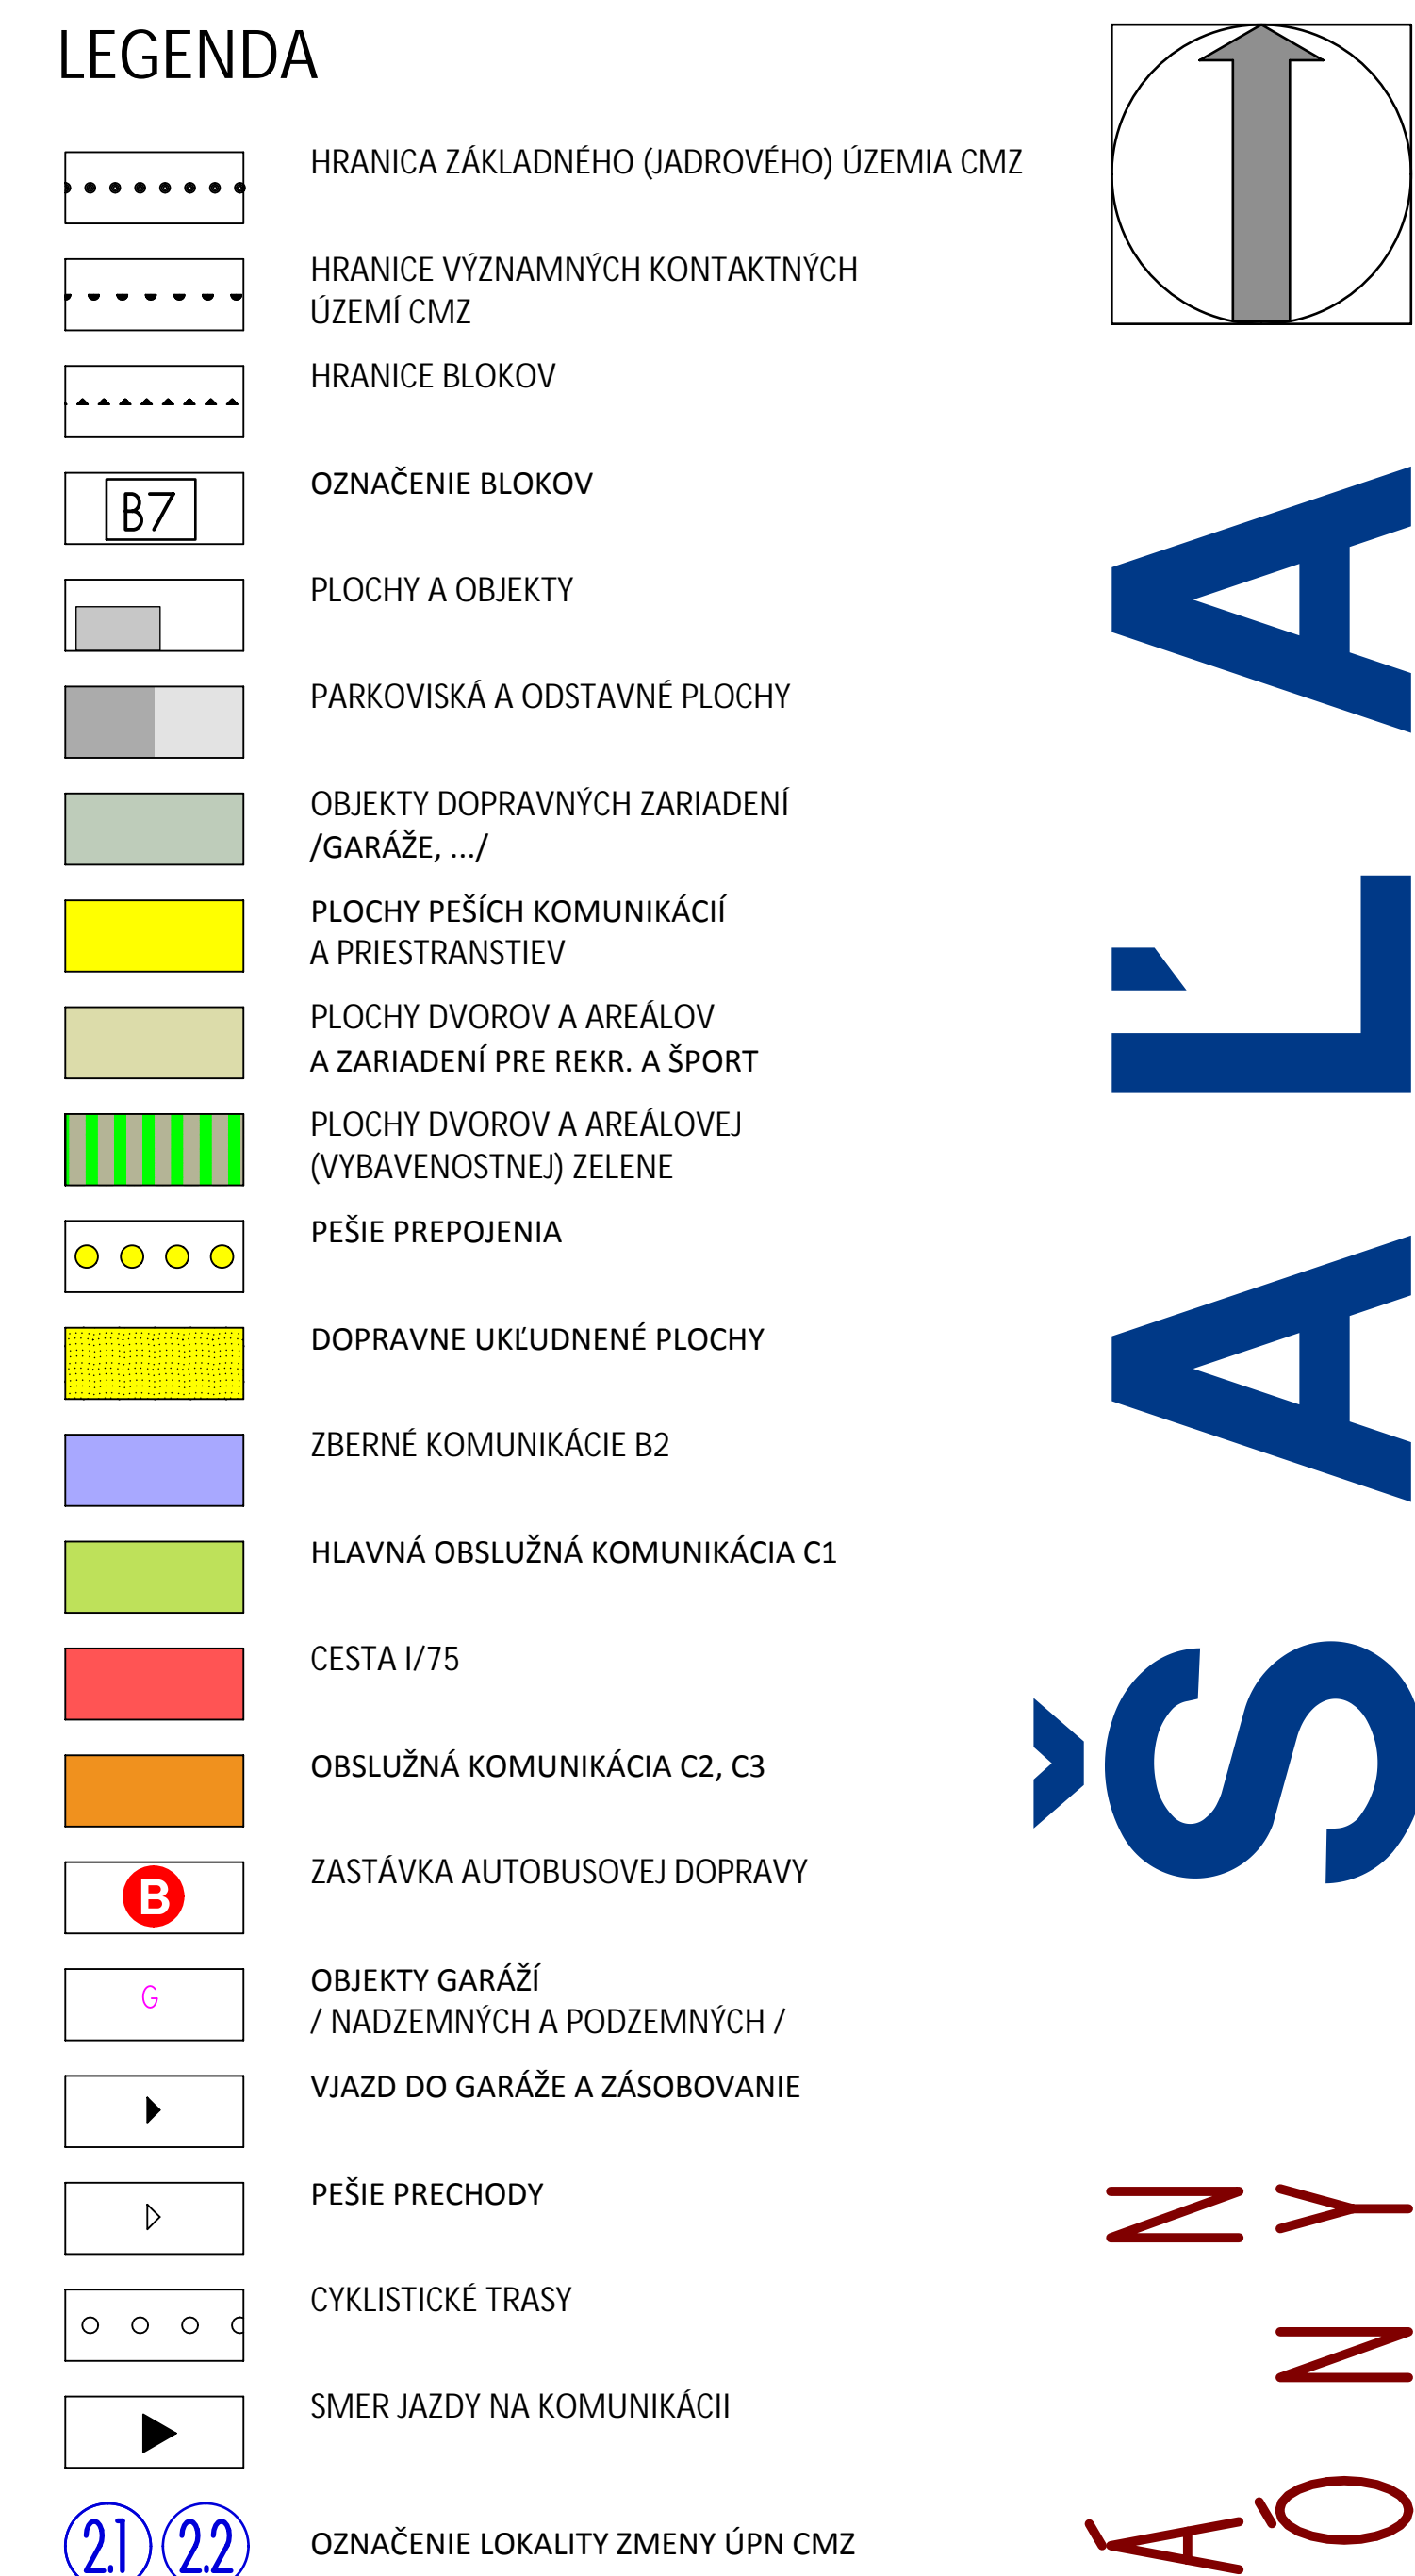 LEGENDA
HRANICA ZÁKLADNÉHO (JADROVÉHO) ÚZEMIA CMZ
HRANICE VÝZNAMNÝCH KONTAKTNÝCH
ÚZEMÍ CMZ
HRANICE BLOKOV
B7
OZNAČENIE BLOKOV
PLOCHY A OBJEKTY
PARKOVISKÁ A ODSTAVNÉ PLOCHY
OBJEKTY DOPRAVNÝCH ZARIADENÍ
/GARÁŽE, .../
PLOCHY PEŠÍCH KOMUNIKÁCIÍ
A PRIESTRANSTIEV
PLOCHY DVOROV A AREÁLOV
A ZARIADENÍ PRE REKR. A ŠPORT
PLOCHY DVOROV A AREÁLOVEJ
(VYBAVENOSTNEJ) ZELENE
PEŠIE PREPOJENIA
DOPRAVNE UKĽUDNENÉ PLOCHY
ZBERNÉ KOMUNIKÁCIE B2
HLAVNÁ OBSLUŽNÁ KOMUNIKÁCIA C1
CESTA I/75
OBSLUŽNÁ KOMUNIKÁCIA C2, C3
B
ZASTÁVKA AUTOBUSOVEJ DOPRAVY
G
OBJEKTY GARÁŽÍ
/ NADZEMNÝCH A PODZEMNÝCH /
VJAZD DO GARÁŽE A ZÁSOBOVANIE
PEŠIE PRECHODY
CYKLISTICKÉ TRASY
SMER JAZDY NA KOMUNIKÁCII
2.1 2.2
OZNAČENIE LOKALITY ZMENY ÚPN CMZ
ŠAĽA